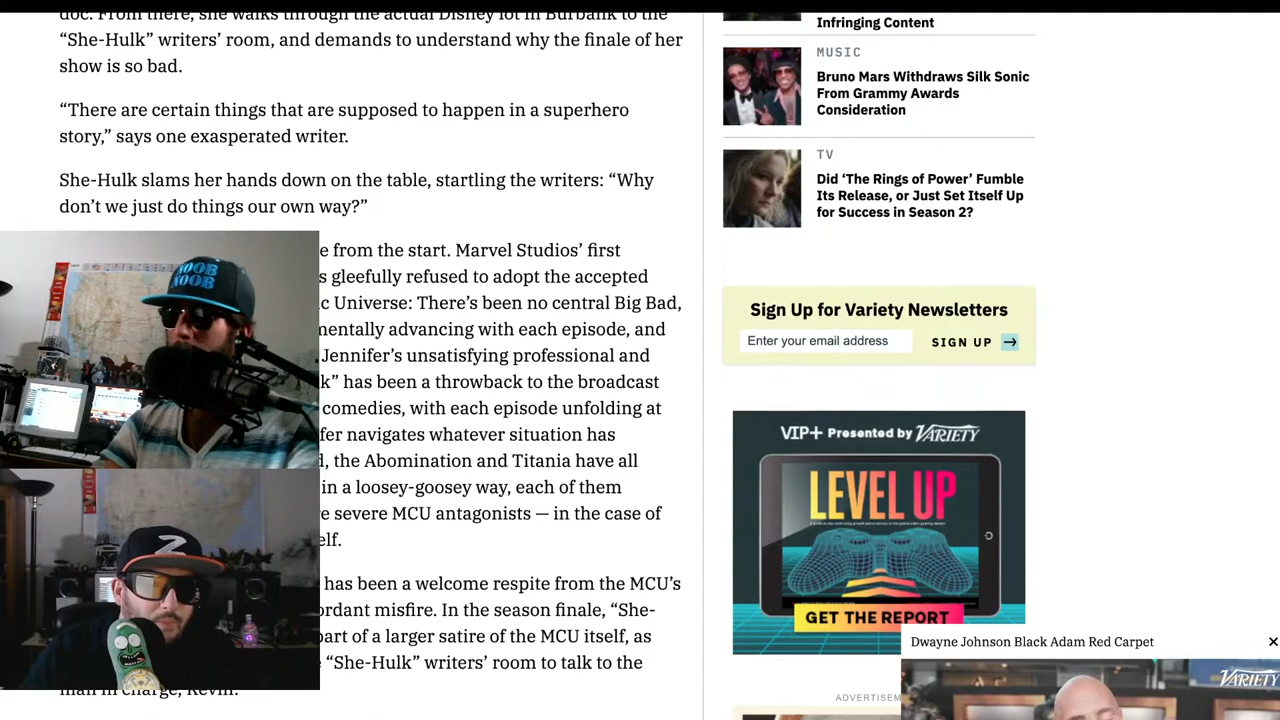 doc. From there, she walks through the actual Disney lot in Burbank to the
“She-Hulk” writers’ room, and demands to understand why the finale of her
show is so bad.
“There are certain things that are supposed to happen in a superhero
story,” says one exasperated writer.
She-Hulk slams her hands down on the table, startling the writers: “Why
don’t we just do things our own way?”
e from the start. Marvel Studios’ first
s gleefully refused to adopt the accepted
c Universe: There’s been no central Big Bad,
mentally advancing with each episode, and
Jennifer’s unsatisfying professional and
k” has been a throwback to the broadcast
comedies, with each episode unfolding at
fer navigates whatever situation has
d, the Abomination and Titania have all
in a loosey-goosey way, each of them
re severe MCU antagonists — in the case of
elf.
has been a welcome respite from the MCU’s
ordant misfire. In the season finale, “She-
part of a larger satire of the MCU itself, as
“She-Hulk” writers’ room to talk to the
man in charge, Kevin.
NOOB
NOOB
Infringing Content
MUSIC
Bruno Mars Withdraws Silk Sonic
From Grammy Awards
Consideration
TV
Did ‘The Rings of Power’ Fumble
Its Release, or Just Set Itself Up
for Success in Season 2?
Sign Up for Variety Newsletters
Enter your email address
SIGN UP →
VIP+ Presented by VARIETY
LEVEL UP
GET THE REPORT
Dwayne Johnson Black Adam Red Carpet
VARIETY
ADVERTISEM